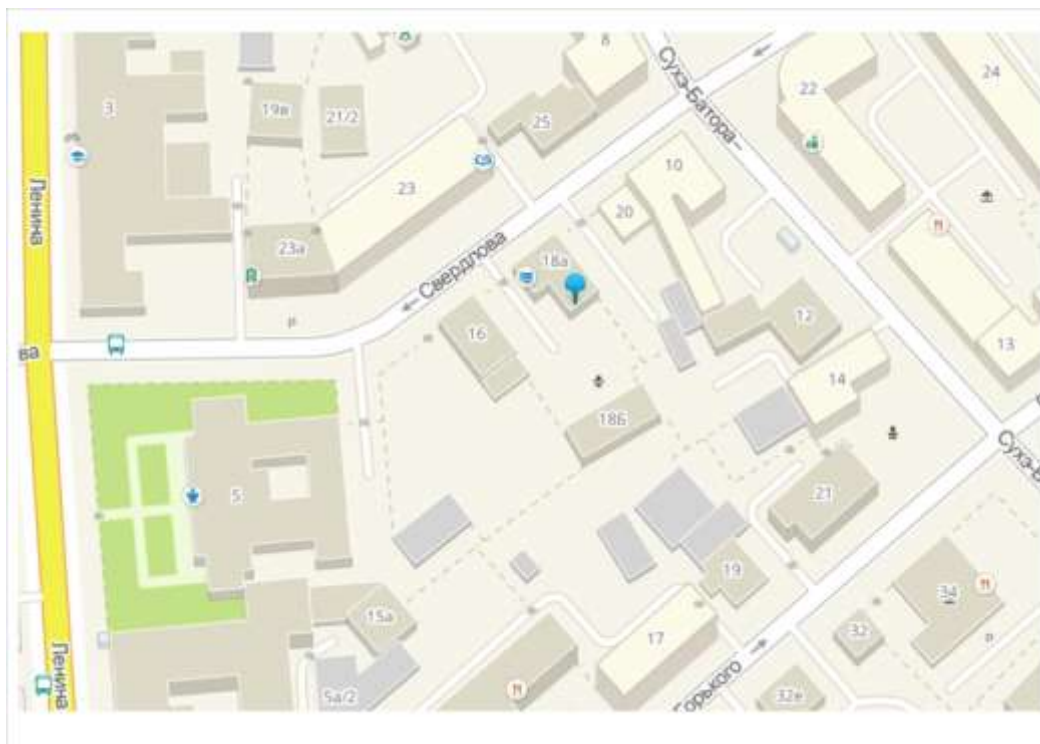 8
Сухэ-Батора
24
3
19в
21/2
25
22
10
Ленина
23
20
23а
Свердлова
18а
Р
16
12
13
ва
14
18Б
Сухэ-Б
5
21
19
34
15а
17
32
Р
Ленина
5а/2
Горького
32е